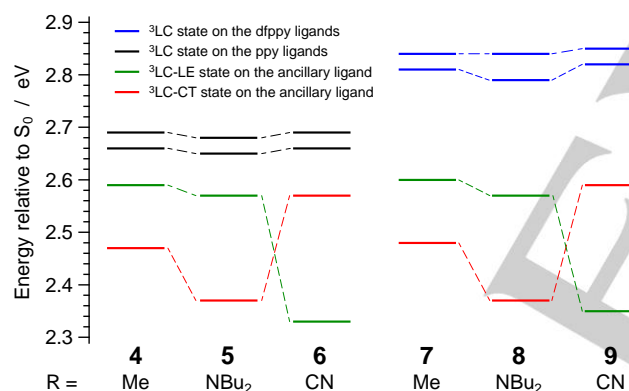 Energy relative to S₀ / eV
2.9
2.8
2.7
2.6
2.5
2.4
2.3
³LC state on the dfppy ligands
³LC state on the ppy ligands
³LC-LE state on the ancillary ligand
³LC-CT state on the ancillary ligand
4 5 6 7 8 9
R = Me NBu₂ CN Me NBu₂ CN